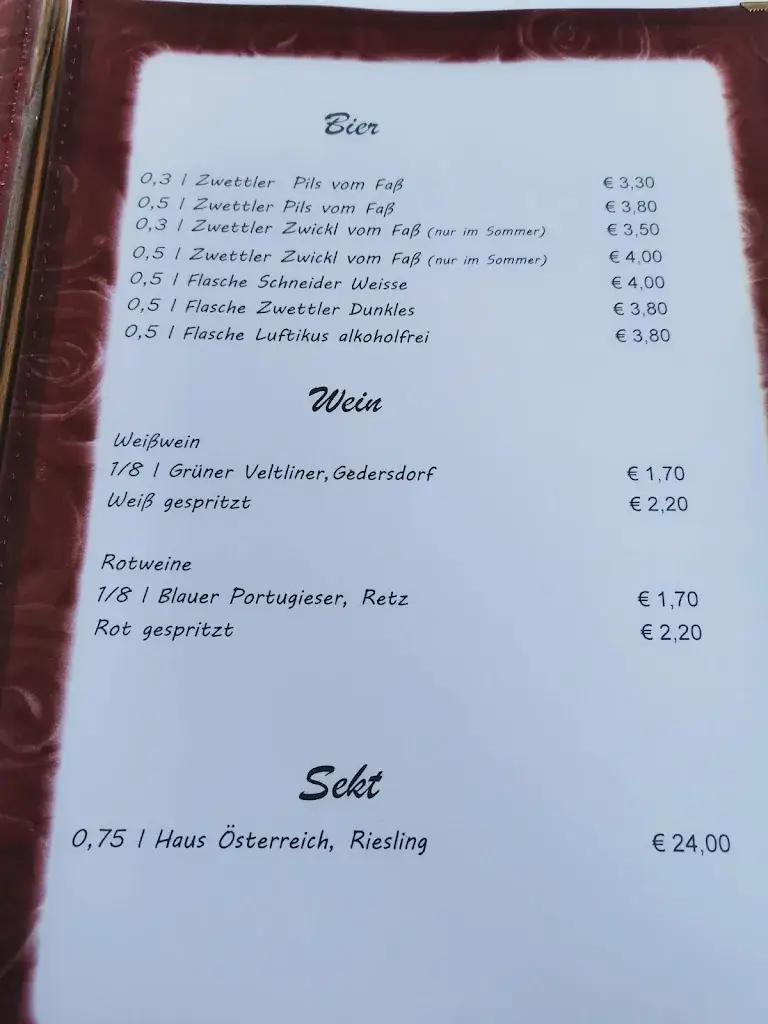 Bier
0,3 l Zwettler Pils vom Faß € 3,30
0,5 l Zwettler Pils vom Faß € 3,80
0,3 l Zwettler Zwickl vom Faß (nur im Sommer) € 3,50
0,5 l Zwettler Zwickl vom Faß (nur im Sommer) € 4,00
0,5 l Flasche Schneider Weisse € 4,00
0,5 l Flasche Zwettler Dunkles € 3,80
0,5 l Flasche Luftikus alkoholfrei € 3,80
Wein
Weißwein
1/8 l Grüner Veltliner, Gedersdorf € 1,70
Weiß gespritzt € 2,20
Rotweine
1/8 l Blauer Portugieser, Retz € 1,70
Rot gespritzt € 2,20
Sekt
0,75 l Haus Österreich, Riesling € 24,00